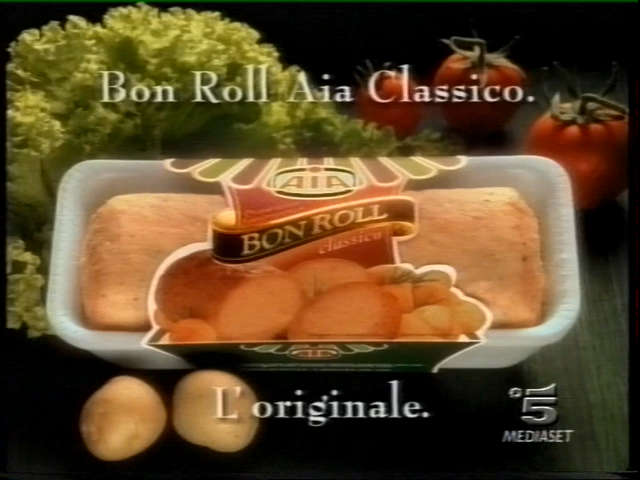 Bon Roll Aia Classico.
AIA
BON ROLL
classico
AIA
L'originale.
5
MEDIASET